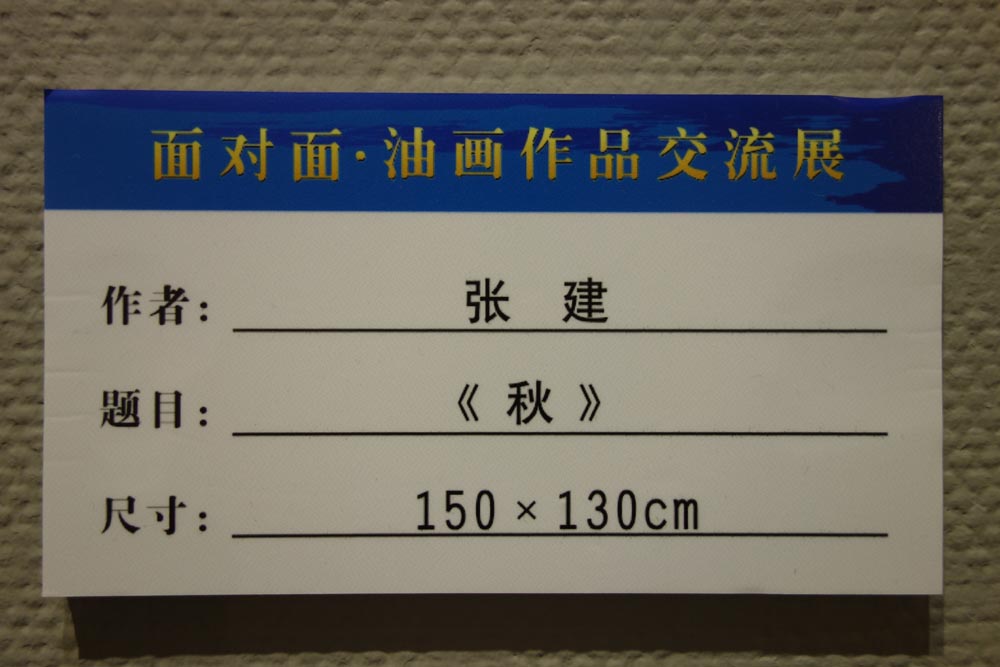 面对面·油画作品交流展
作者： 张 建
题目： 《秋》
尺寸： 150×130cm